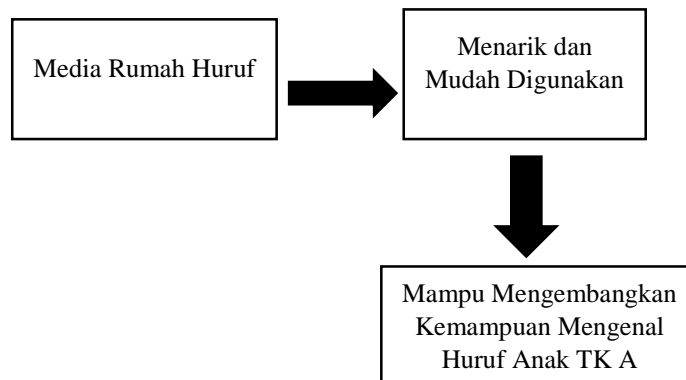 Media Rumah Huruf
Menarik dan
Mudah Digunakan
Mampu Mengembangkan
Kemampuan Mengenal
Huruf Anak TK A